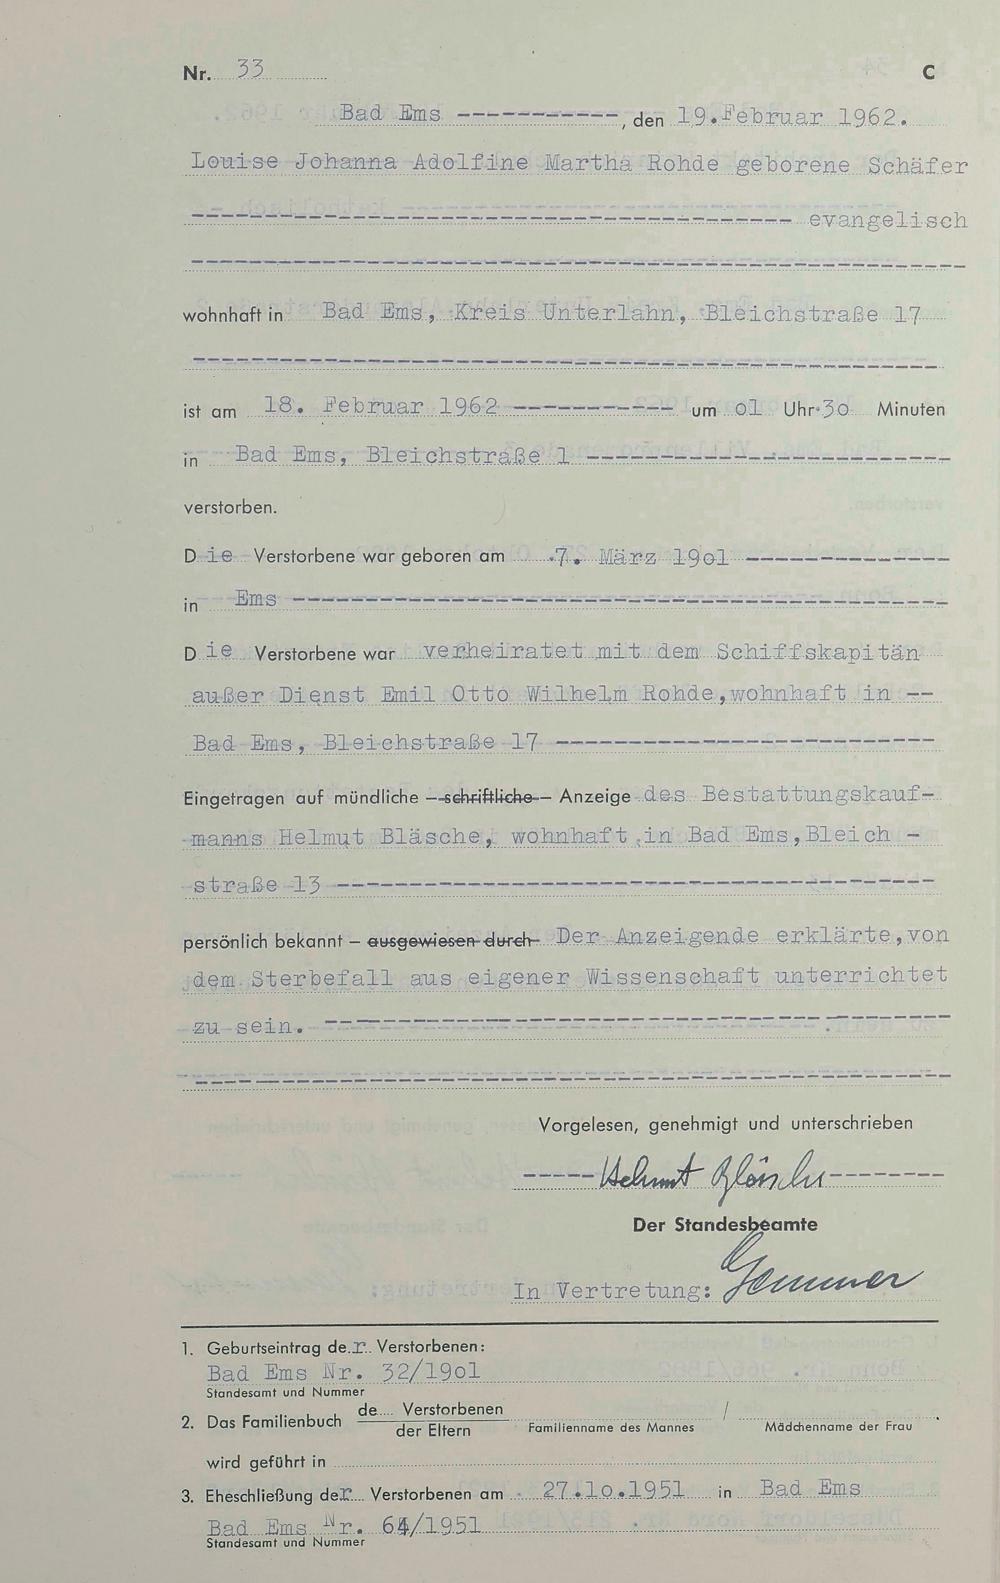 Nr. 33 C
Bad Ems -----------, den 19.Februar 1962.
Louise Johanna Adolfine Martha Rohde geborene Schäfer
---------------------------------------- evangelisch
----------------------------------------------------
wohnhaft in Bad Ems, Kreis Unterlahn, Bleichstraße 17
---------------------------------------------------
ist am 18. Februar 1962 ----------- um o1 Uhr 3o Minuten
in Bad Ems, Bleichstraße 1 -------------------------
verstorben.
Die Verstorbene war geboren am 7. März 19o1 --------------
in Ems ---------------------------------------------
Die Verstorbene war verheiratet mit dem Schiffskapitän
außer Dienst Emil Otto Wilhelm Rohde,wohnhaft in --
Bad Ems, Bleichstraße 17 --------------------------
Eingetragen auf mündliche – schriftliche – Anzeige des Bestattungskauf-
manns Helmut Bläsche, wohnhaft in Bad Ems,Bleich -
straße 13 -----------------------------------------
persönlich bekannt – ausgewiesen durch – Der Anzeigende erklärte,von
dem Sterbefall aus eigener Wissenschaft unterrichtet
zu sein. -------------------------------------------
----------------------------------------------------
Vorgelesen, genehmigt und unterschrieben
-----Helmut Bläsche--------
Der Standesbeamte
In Vertretung:
1. Geburtseintrag der Verstorbenen:
Bad Ems Nr. 32/19o1
Standesamt und Nummer
2. Das Familienbuch de.... Verstorbenen /
der Eltern Familienname des Mannes Mädchenname der Frau
wird geführt in
3. Eheschließung der Verstorbenen am 27.1o.1951 in Bad Ems
Bad Ems Nr. 64/1951
Standesamt und Nummer